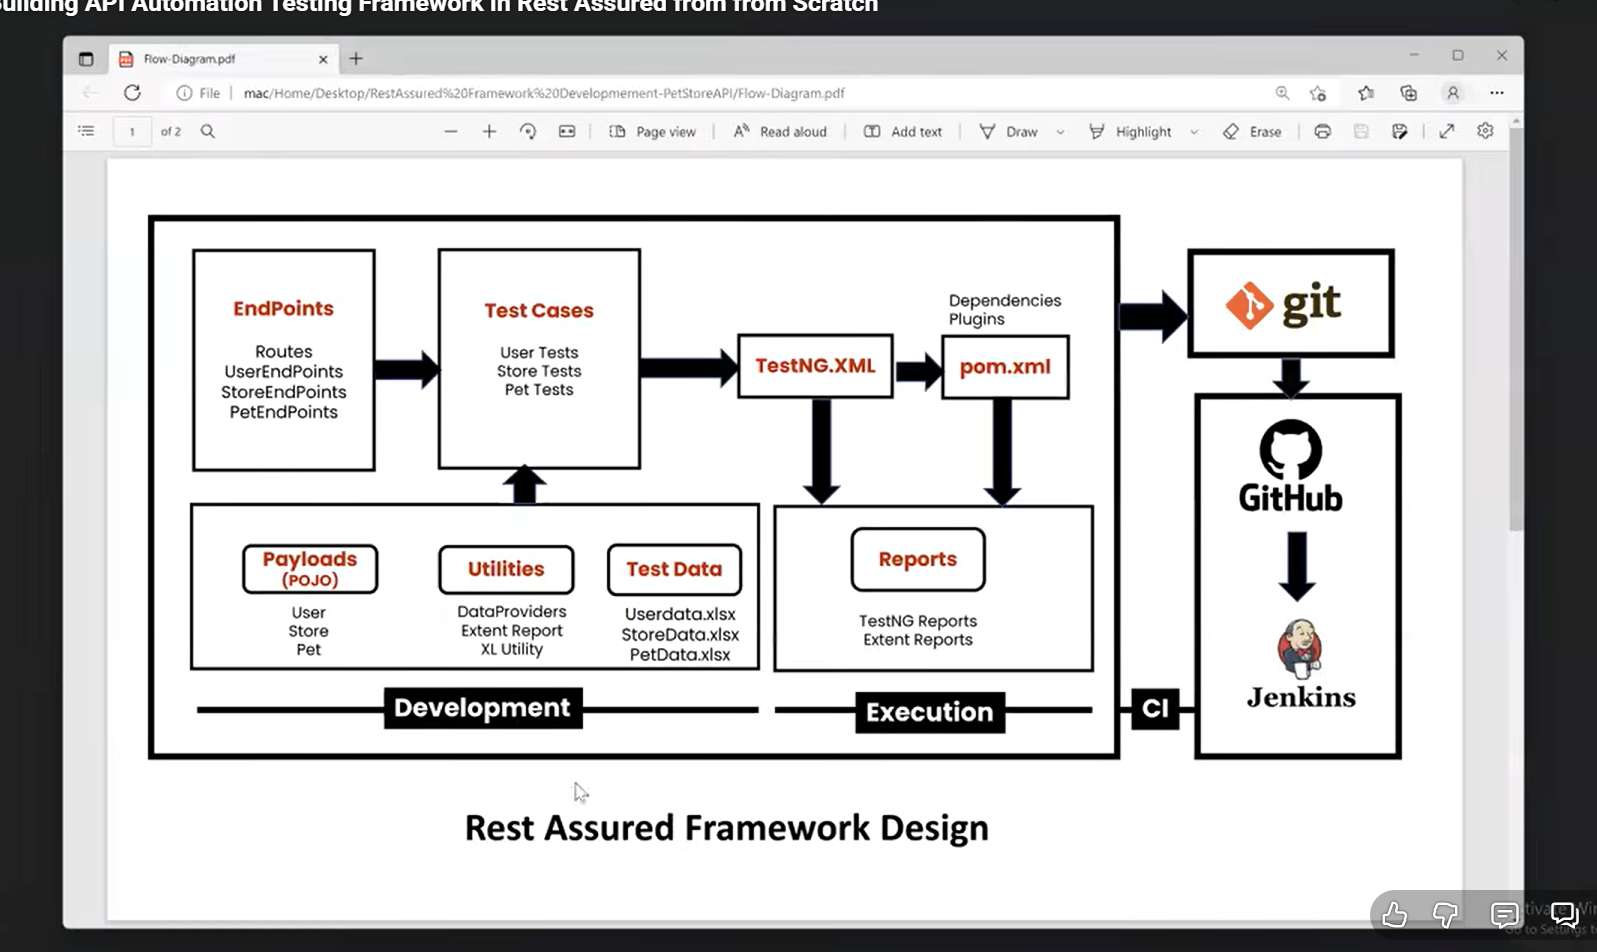 uilding API Automation Testing Framework in Rest Assured from from Scratch
Flow-Diagram.pdf
File
mac/Home/Desktop/RestAssured%20Framework%20Developmement-PetStoreAPI/Flow-Diagram.pdf
1 of 2
Page view
Read aloud
Add text
Draw
Highlight
Erase
EndPoints
Routes
UserEndPoints
StoreEndPoints
PetEndPoints
Test Cases
User Tests
Store Tests
Pet Tests
TestNG.XML
Dependencies
Plugins
pom.xml
git
GitHub
Jenkins
Payloads
(POJO)
User
Store
Pet
Utilities
DataProviders
Extent Report
XL Utility
Test Data
Userdata.xlsx
StoreData.xlsx
PetData.xlsx
Reports
TestNG Reports
Extent Reports
Development
Execution
CI
Rest Assured Framework Design